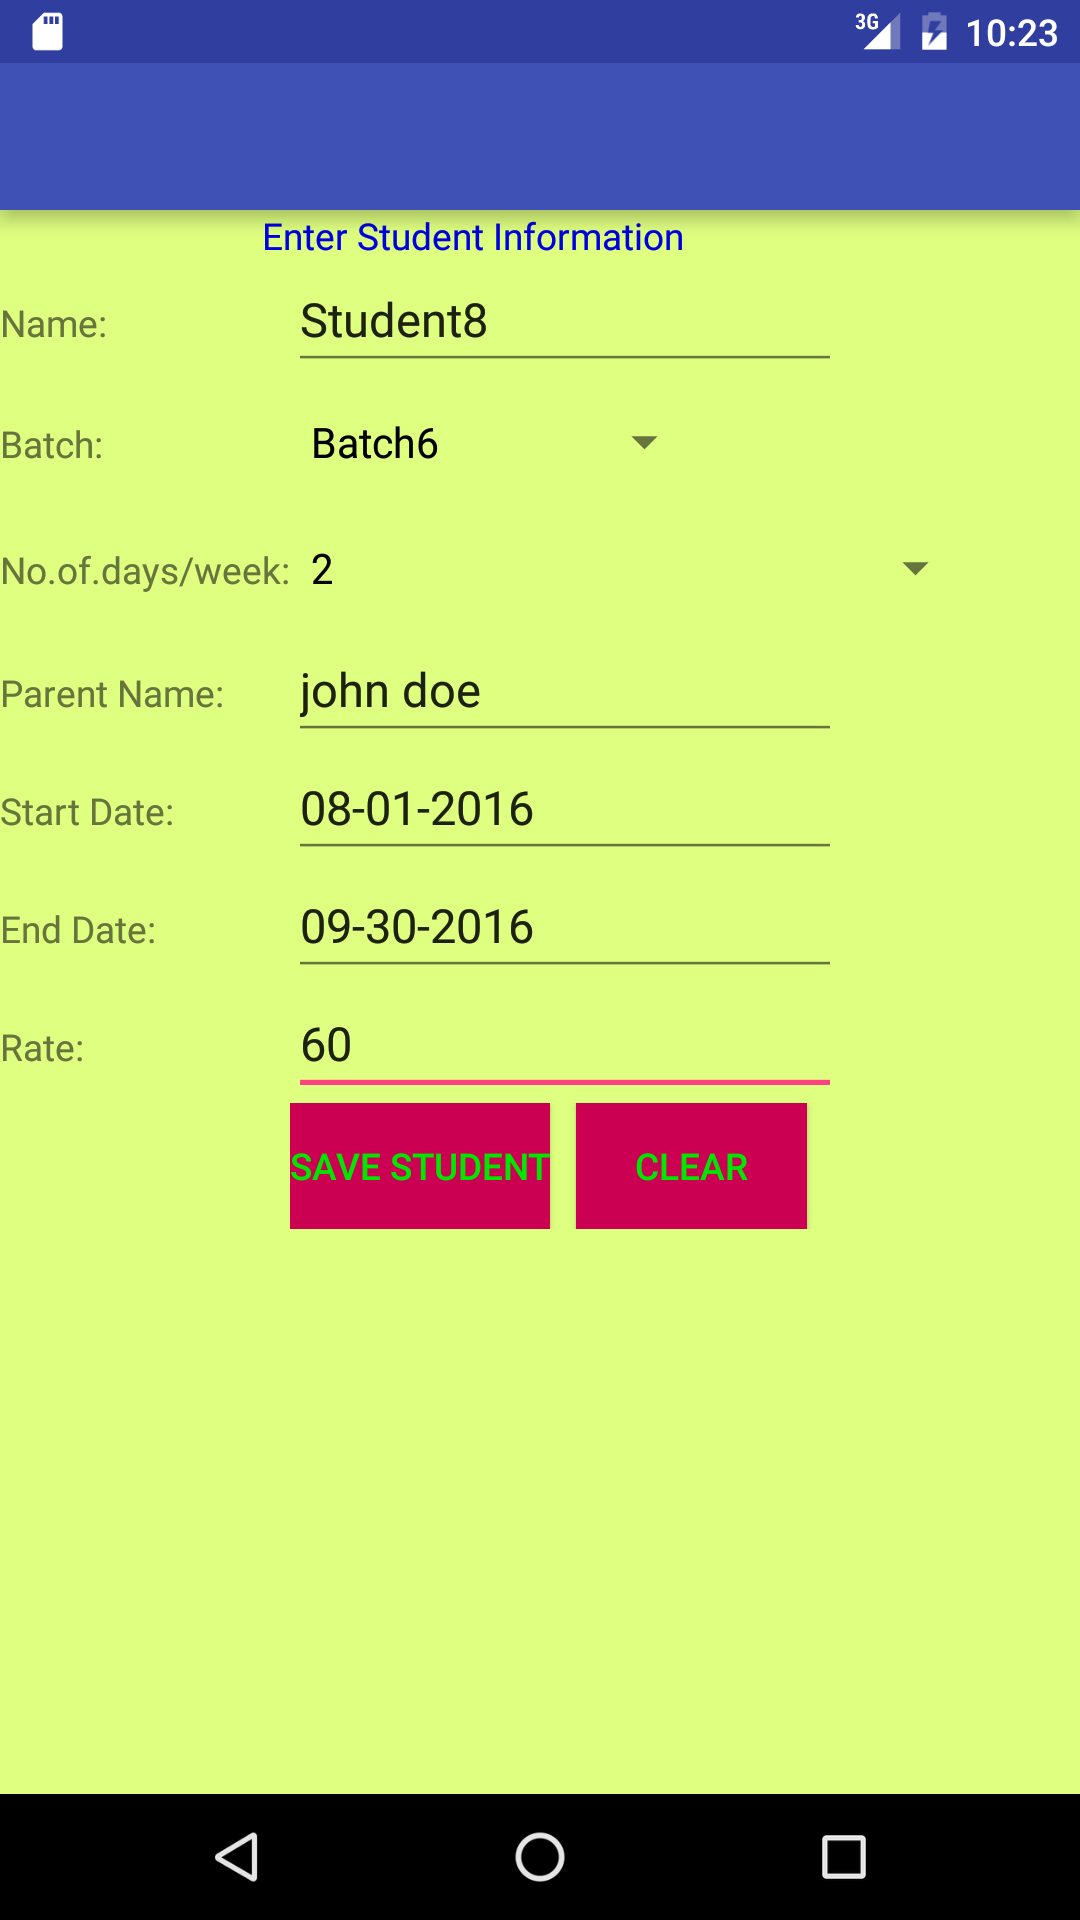 3G 10:23
Enter Student Information
Name: Student8
Batch: Batch6
No.of.days/week: 2
Parent Name: john doe
Start Date: 08-01-2016
End Date: 09-30-2016
Rate: 60
SAVE STUDENT CLEAR